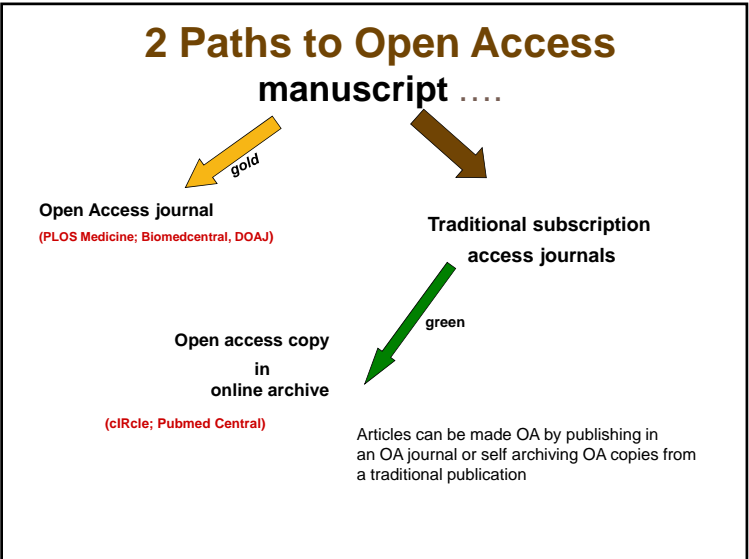 2 Paths to Open Access
manuscript ....
gold
Open Access journal
(PLOS Medicine; Biomedcentral, DOAJ)
Traditional subscription
access journals
green
Open access copy
in
online archive
(cIRcle; Pubmed Central)
Articles can be made OA by publishing in
an OA journal or self archiving OA copies from
a traditional publication